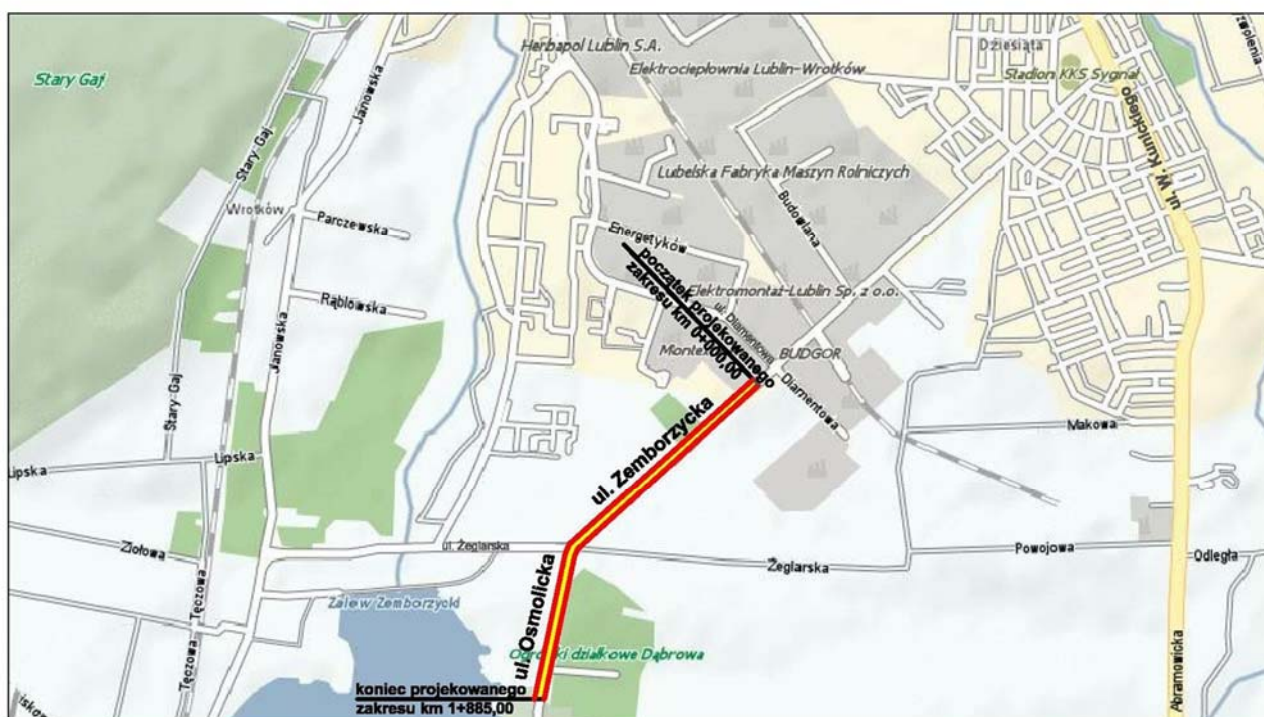 Herbapol Lublin S.A.
Dziesiąta
Elektrociepłownia Lublin-Wrotków
Stadion KKS Sygnał
Stary Gaj
Janowska
ul. W. Kunickiego
Stary Gaj
Lubelska Fabryka Maszyn Rolniczych
Wrotków
Parczewska
Budowlana
Energetyków
początek projekowanego
zakresu km 0+000,00
Elektromontaż-Lublin Sp. z o.o.
Rąblowska
ul. Diamentowa
Janowska
BUDGOR
Diamentowa
Stary Gaj
ul. Zemborzycka
Makowa
Lipska
Lipska
ul. Żeglarska
Ziołowa
Powojowa
Odległa
Żeglarska
Tęczowa
Tęczowa
Zalew Zemborzycki
ul. Osmolicka
działkowe Dąbrowa
Abramowicka
koniec projekowanego
zakresu km 1+885,00